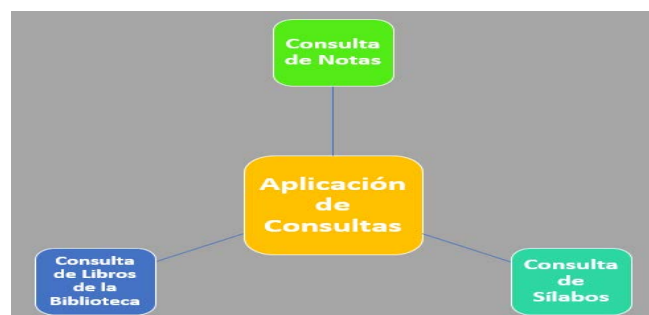 Consulta
de Notas
Aplicación
de
Consultas
Consulta
de Libros
de la
Biblioteca
Consulta
de
Sílabos